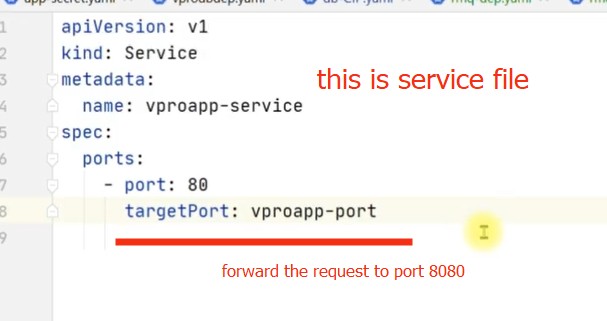 app-secret.yaml vprodbdep.yaml db-CIP.yaml rmq-dep.yaml
1 apiVersion: v1
2 kind: Service
3 metadata:
this is service file
4 name: vproapp-service
5 spec:
6 ports:
7 - port: 80
8 targetPort: vproapp-port
9
forward the request to port 8080